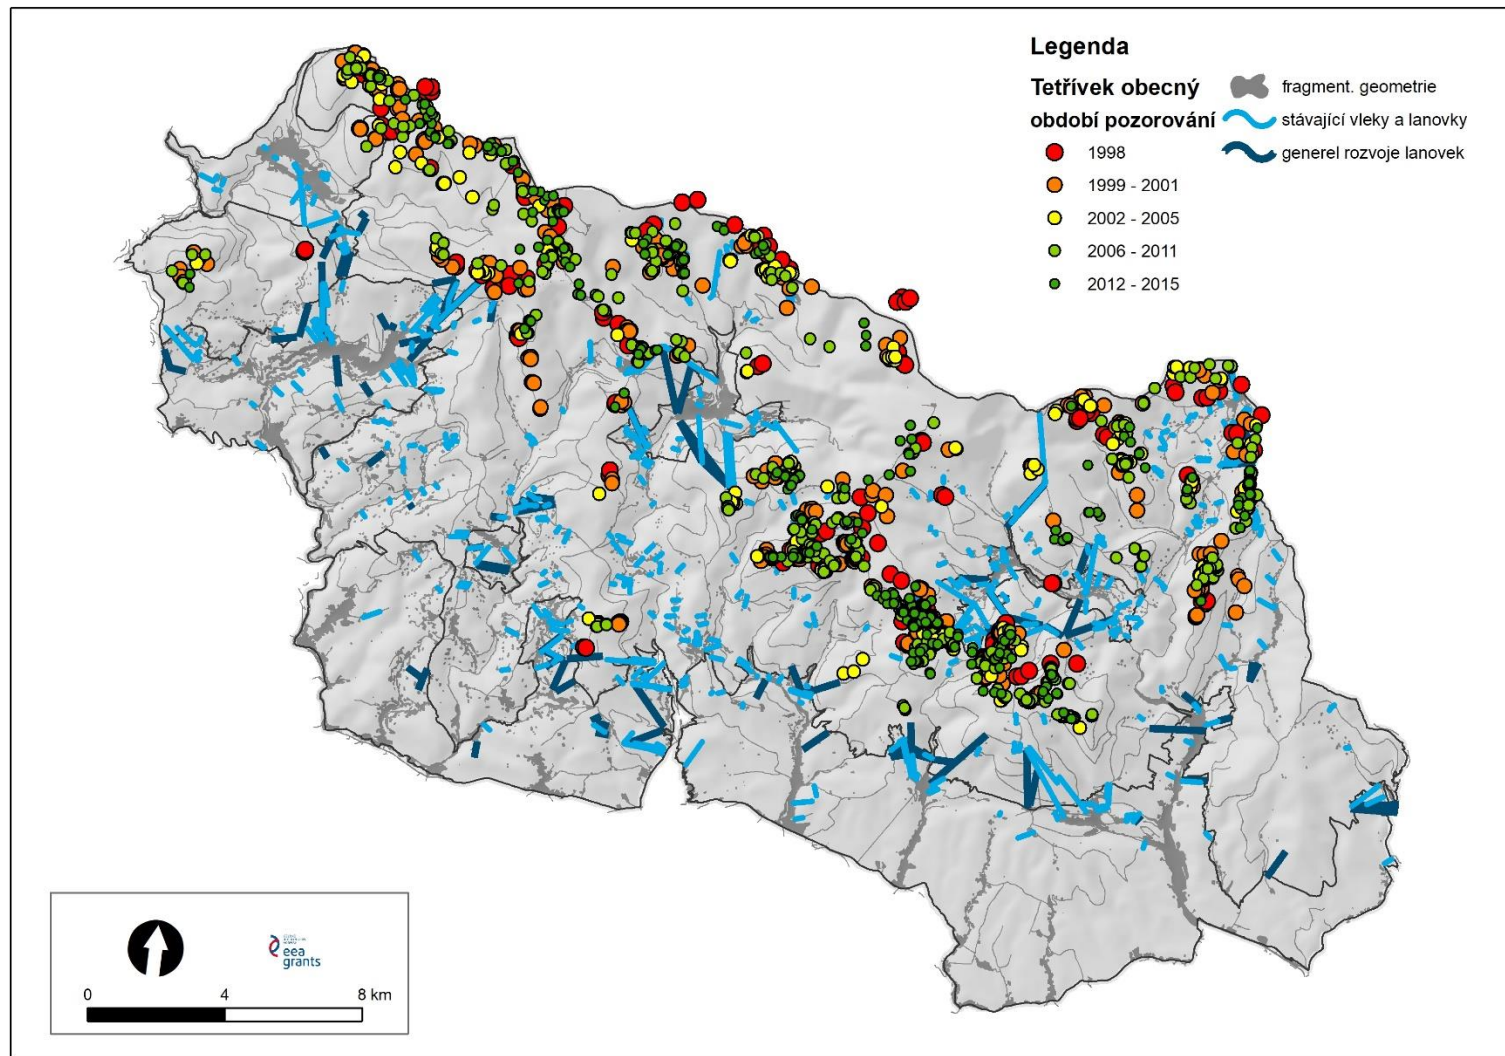 Legenda
Tetřívek obecný
období pozorování
1998
1999 - 2001
2002 - 2005
2006 - 2011
2012 - 2015
fragment. geometrie
stávající vleky a lanovky
generel rozvoje lanovek
eea
grants
0 4 8 km